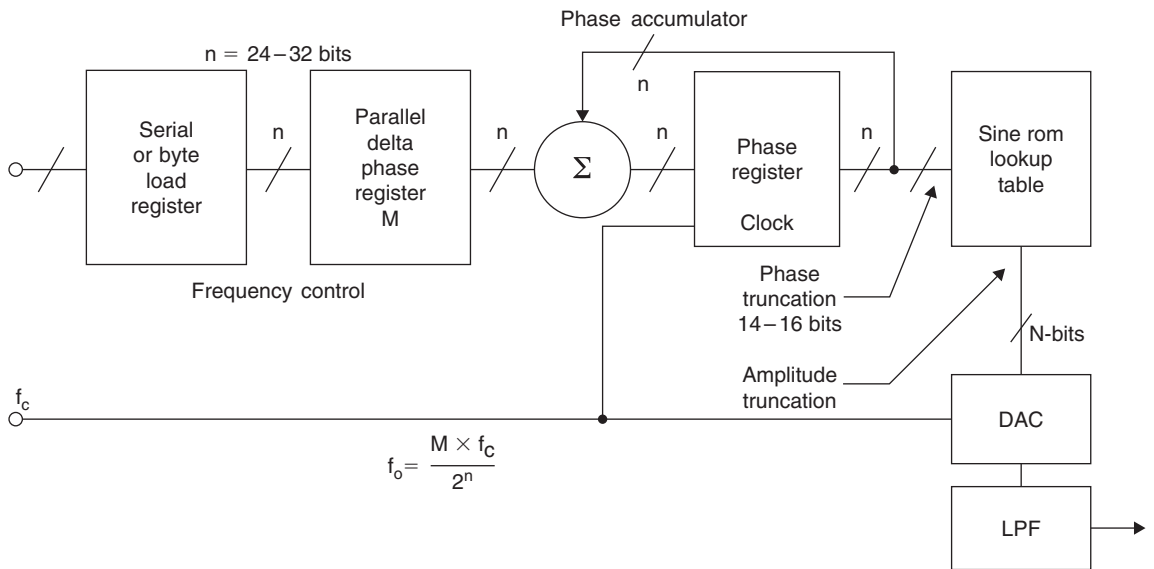 Phase accumulator
n = 24–32 bits
n
Serial
or byte
load
register
n
Parallel
delta
phase
register
M
n
Σ
n
Phase
register
Clock
n
Sine rom
lookup
table
Frequency control
Phase
truncation
14–16 bits
N-bits
Amplitude
truncation
f_c
DAC
f_o = M × f_C
2^n
LPF